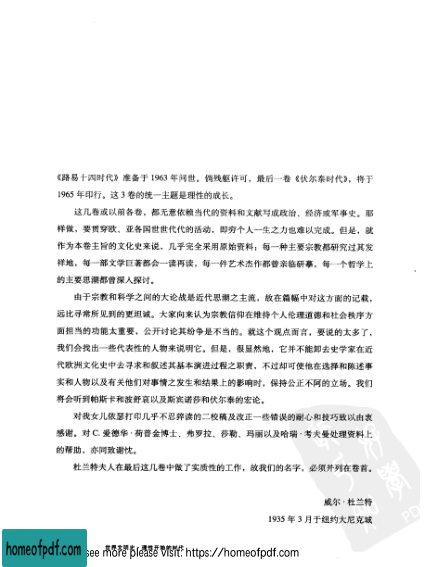 《路易十四时代》准备于 1963 年问世。倘残躯许可，最后一卷《伏尔泰时代》，将于
1965 年印行。这 3 卷的统一主题是理性的成长。
这几卷或以前各卷，都无意依赖当代的资料和文献写成政治、经济或军事史。那
样做，要贯穿欧、亚各国世世代代的活动，即穷个人一生之力也难以完成。但是，就
作为本卷主旨的文化史来说，几乎完全采用原始资料，每一种主要宗教都研究过其发
祥地，每一部文学巨著都会一读再读，每一件艺术杰作都曾亲临研摹，每一个哲学上
的主要思潮都曾深入探讨。
由于宗教和科学之间的大论战是近代思潮之主流，故在篇幅中对这方面的记载，
远比寻常所见到的更坦诚。大家向来认为宗教信仰在维持个人伦理道德和社会秩序方
面担当的功能太重要，公开讨论其纷争是不当的。就这个观点而言，要说的太多了，
我们会找出一些代表性的人物来说明它。但是，很显然地，它并不能卸去史学家在近
代欧洲文化史中去寻求和叙述其基本演进过程之职责，不过却可使他在选择和陈述事
实和人物以及有关他们对事情之发生和结果上的影响时，保持公正不阿的立场。我们
将会听到帕斯卡和波舒哀以及斯宾诺莎和伏尔泰的宏论。
对我女儿依瑟打印几乎不忍猝读的二校稿及改正一些错误的耐心和技巧致以由衷
感谢。对 C. 爱德华·荷普金博士、弗罗拉、莎勒、玛丽以及哈瑞·考夫曼处理资料上
的帮助，亦同致谢忱。
杜兰特夫人在最后这几卷中做了实质性的工作，故我们的名字，必须并列在卷首。
威尔·杜兰特
1935 年 3 月于纽约大尼克城
世界文明史：理性开始的时代
homeofpdf.com
see more please visit: https://homeofpdf.com